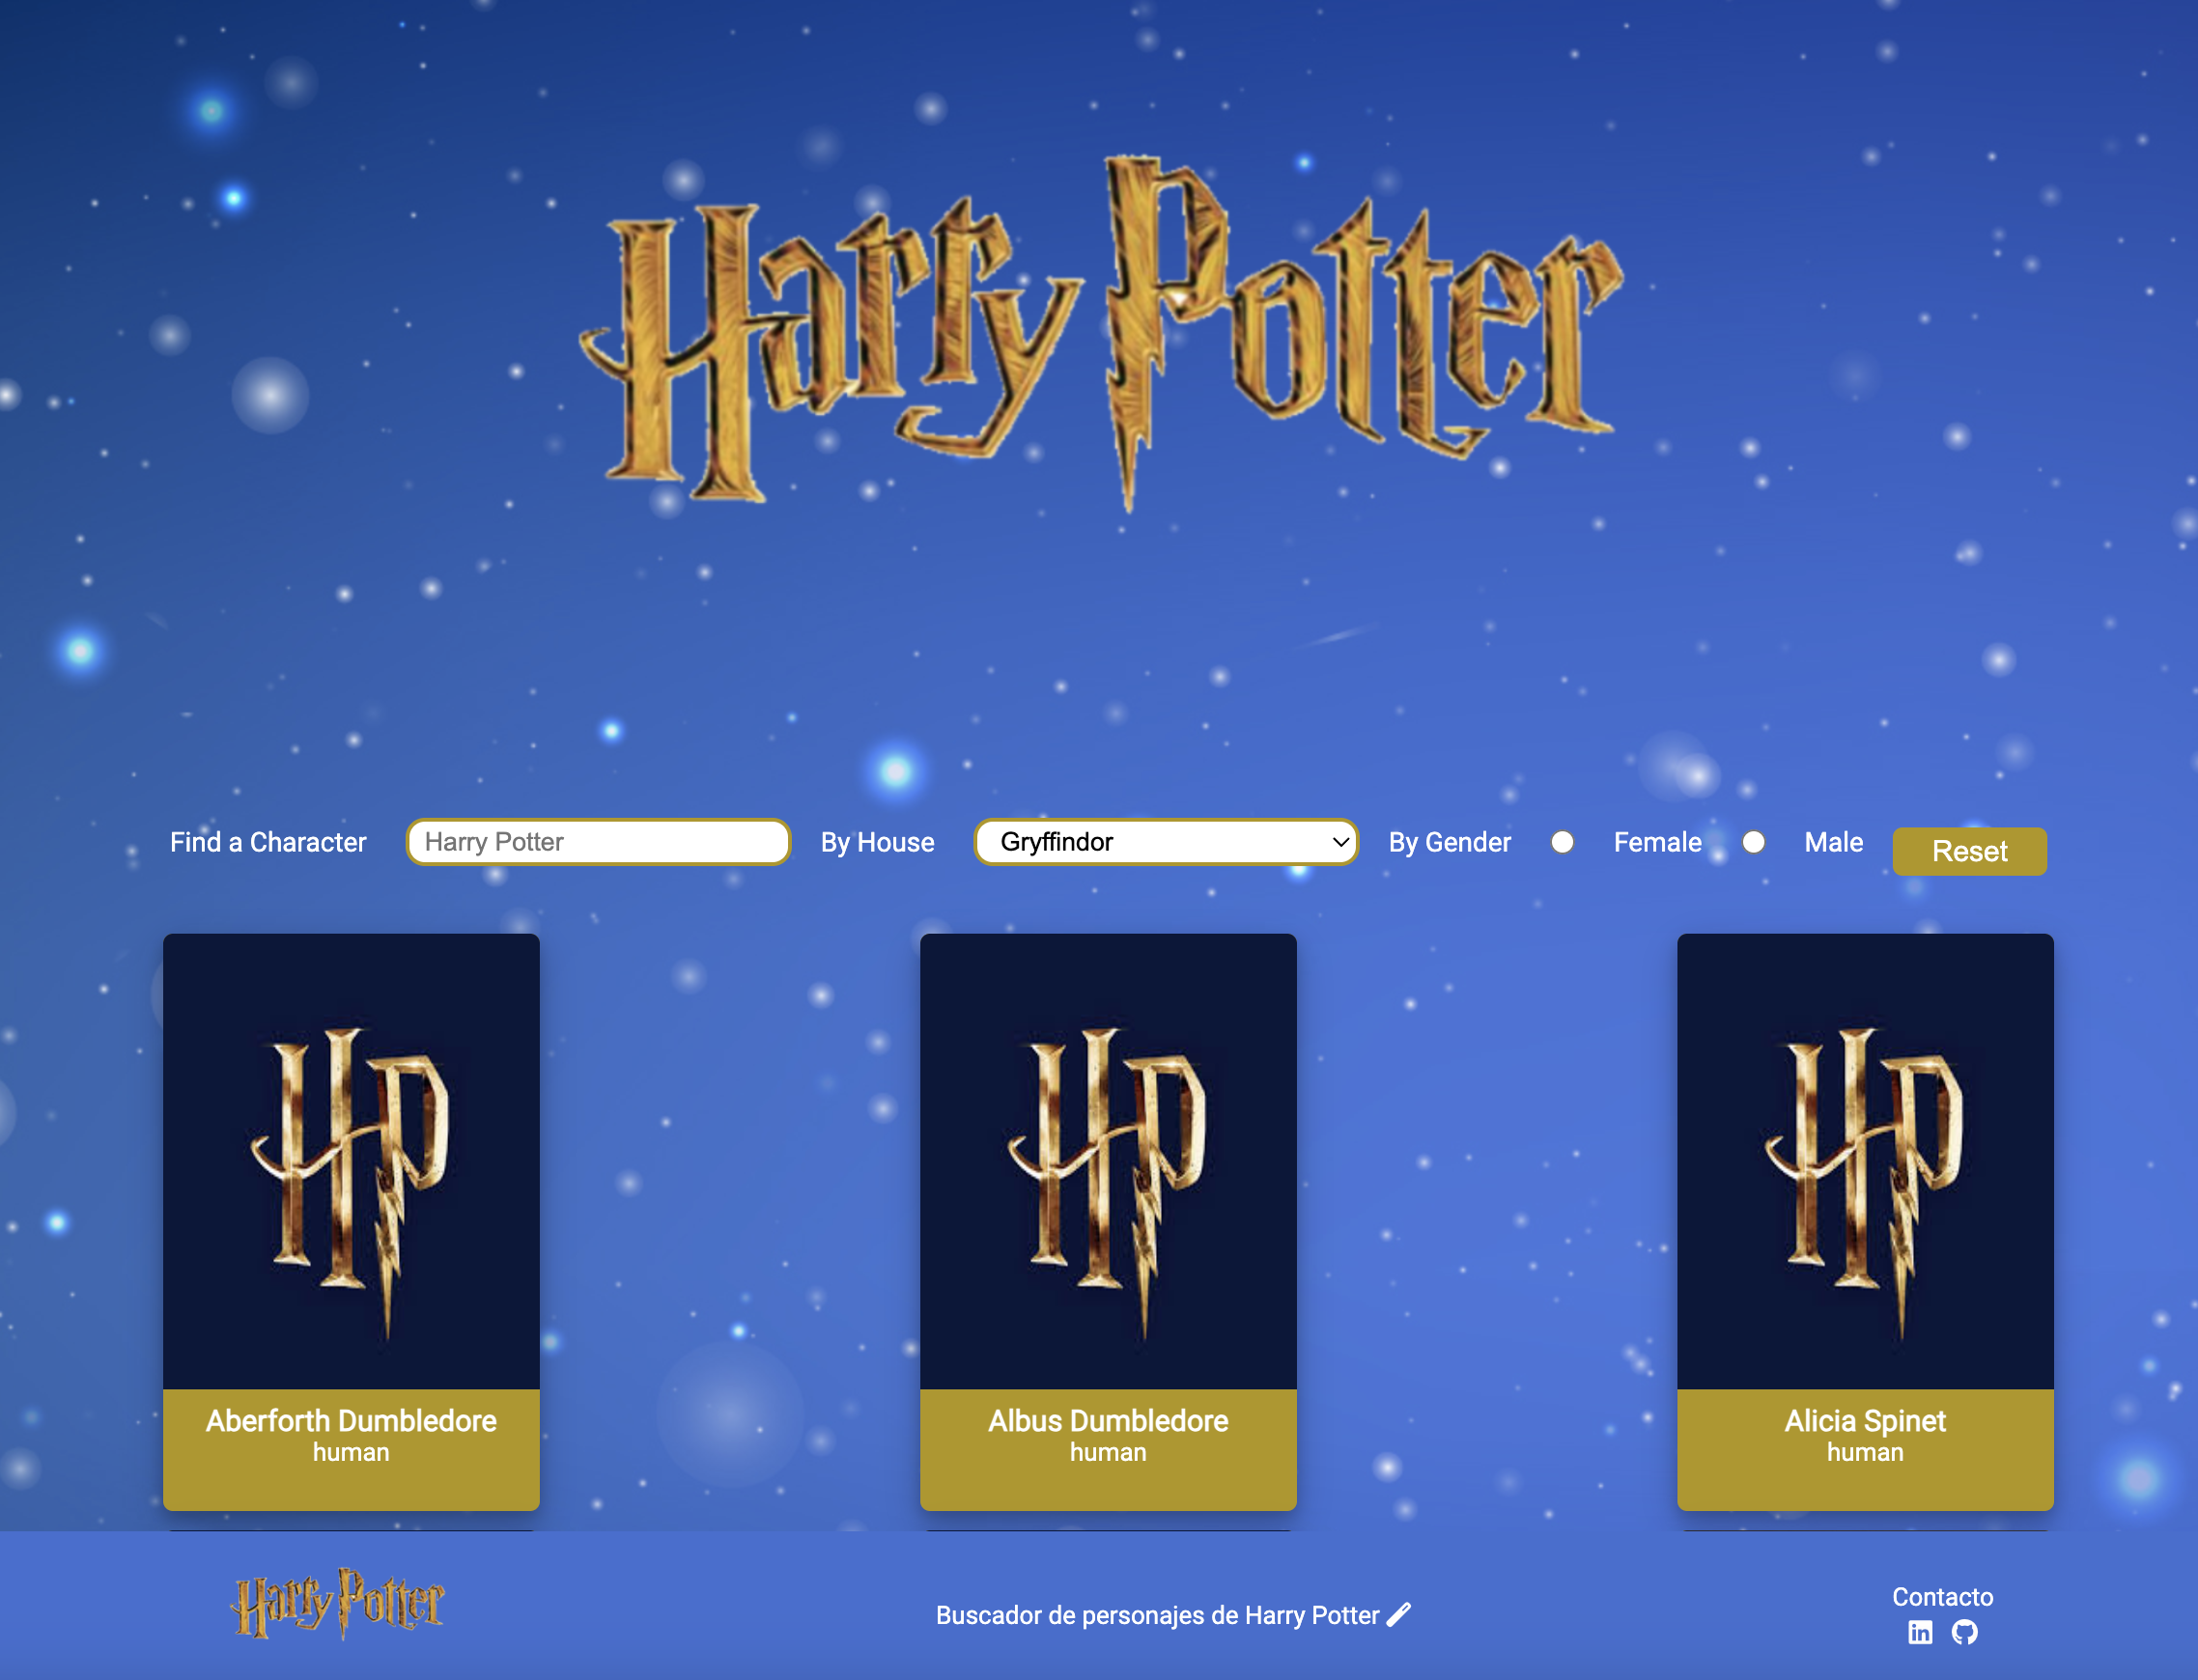 Harry Potter
Find a Character Harry Potter By House Gryffindor By Gender Female Male Reset
HP HP HP
Aberforth Dumbledore
human
Albus Dumbledore
human
Alicia Spinet
human
Harry Potter
Buscador de personajes de Harry Potter
Contacto
in